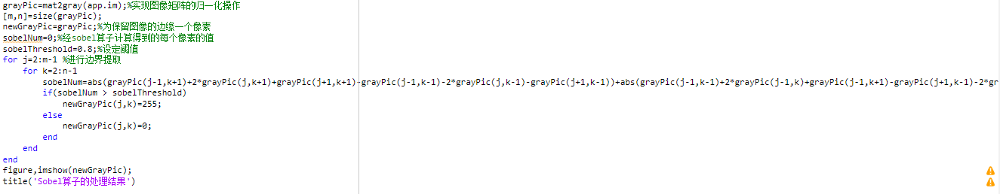 grayPic=mat2gray(app.im);%实现图像矩阵的归一化操作
[m,n]=size(grayPic);
newGrayPic=grayPic;%为保留图像的边缘一个像素
sobelNum=0;%经sobel算子计算得到的每个像素的值
sobelThreshold=0.8;%设定阈值
for j=2:m-1 %进行边界提取
for k=2:n-1
sobelNum=abs(grayPic(j-1,k+1)+2*grayPic(j,k+1)+grayPic(j+1,k+1)-grayPic(j-1,k-1)-2*grayPic(j,k-1)-grayPic(j+1,k-1))+abs(grayPic(j-1,k-1)+2*grayPic(j-1,k)+grayPic(j-1,k+1)-grayPic(j+1,k-1)-2*gr
if(sobelNum > sobelThreshold)
newGrayPic(j,k)=255;
else
newGrayPic(j,k)=0;
end
end
end
figure,imshow(newGrayPic);
title('Sobel算子的处理结果')